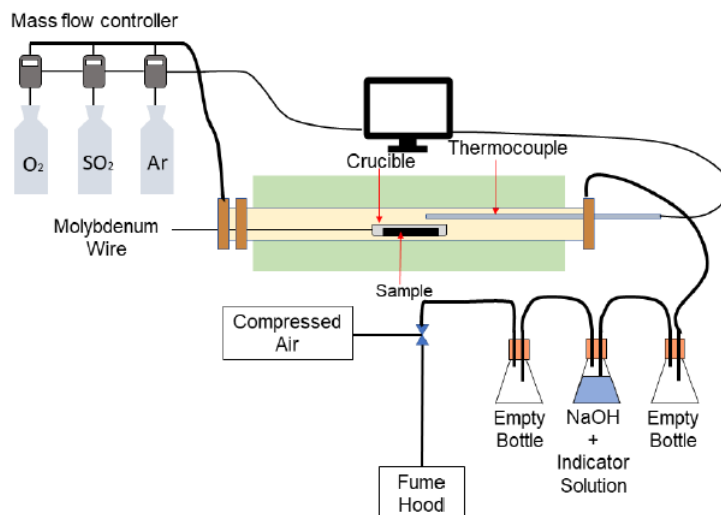 Mass flow controller
O₂
SO₂
Ar
Crucible
Thermocouple
Molybdenum
Wire
Sample
Compressed
Air
Empty
Bottle
NaOH
+
Indicator
Solution
Empty
Bottle
Fume
Hood